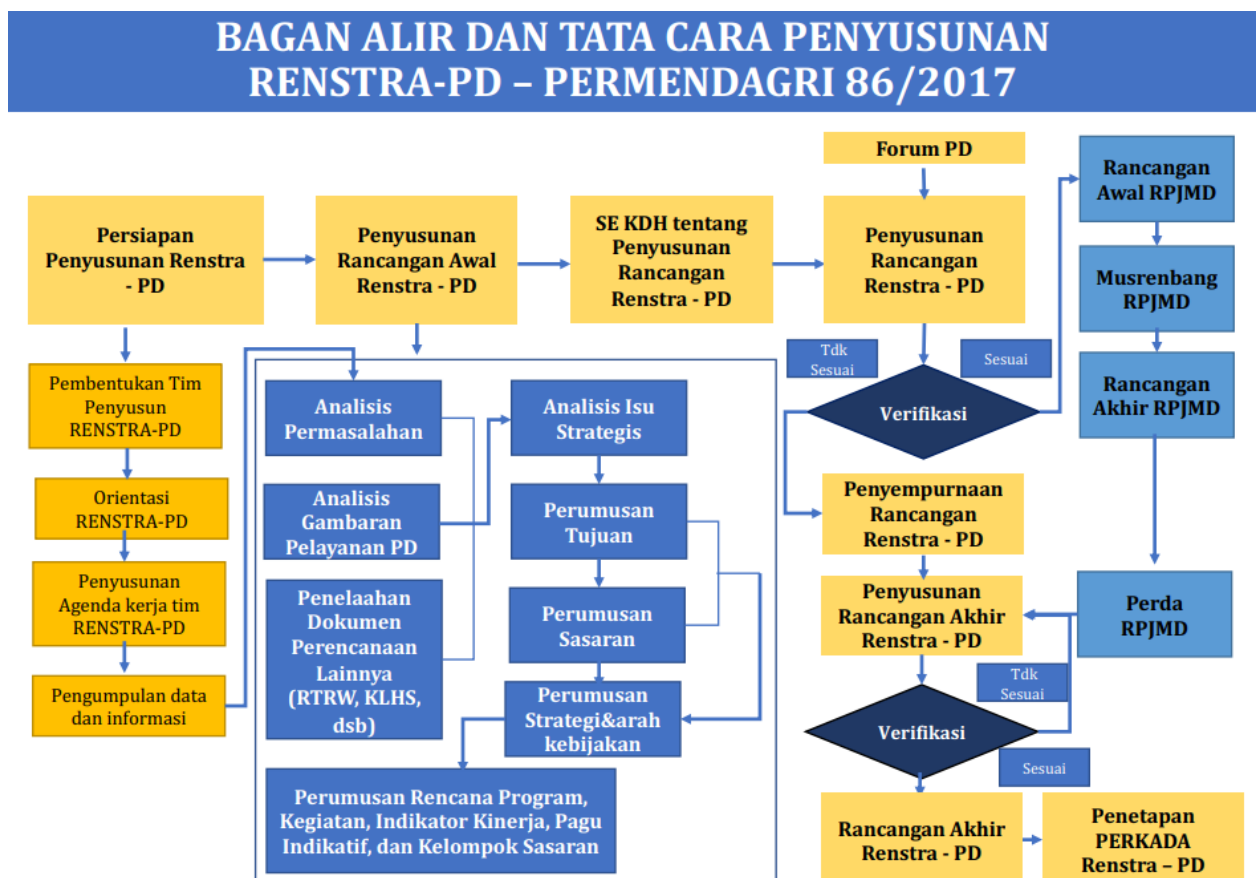 BAGAN ALIR DAN TATA CARA PENYUSUNAN
RENSTRA-PD – PERMENDAGRI 86/2017
Forum PD
Rancangan
Awal RPJMD
Persiapan
Penyusunan Renstra
- PD
Penyusunan
Rancangan Awal
Renstra - PD
SE KDH tentang
Penyusunan
Rancangan
Renstra - PD
Penyusunan
Rancangan
Renstra - PD
Musrenbang
RPJMD
Tdk
Sesuai
Sesuai
Verifikasi
Rancangan
Akhir RPJMD
Pembentukan Tim
Penyusun
RENSTRA-PD
Orientasi
RENSTRA-PD
Penyusunan
Agenda kerja tim
RENSTRA-PD
Pengumpulan data
dan informasi
Analisis
Permasalahan
Analisis
Gambaran
Pelayanan PD
Penelaahan
Dokumen
Perencanaan
Lainnya
(RTRW, KLHS,
dsb)
Analisis Isu
Strategis
Perumusan
Tujuan
Perumusan
Sasaran
Perumusan
Strategi&arah
kebijakan
Perumusan Rencana Program,
Kegiatan, Indikator Kinerja, Pagu
Indikatif, dan Kelompok Sasaran
Penyempurnaan
Rancangan
Renstra - PD
Penyusunan
Rancangan Akhir
Renstra - PD
Perda
RPJMD
Tdk
Sesuai
Verifikasi
Sesuai
Rancangan Akhir
Renstra - PD
Penetapan
PERKADA
Renstra – PD